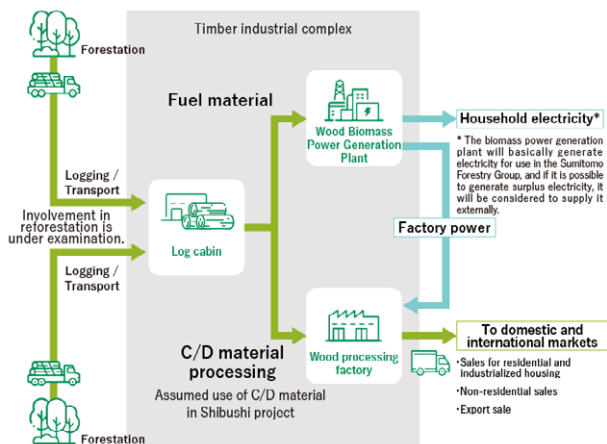 Timber industrial complex
Forestation
Fuel material
Wood Biomass
Power Generation
Plant
Household electricity*
* The biomass power generation
plant will basically generate
electricity for use in the Sumitomo
Forestry Group, and if it is possible
to generate surplus electricity, it
will be considered to supply it
externally.
Logging /
Transport
Involvement in
reforestation is
under examination.
Logging /
Transport
Log cabin
Factory power
C/D material
processing
Assumed use of C/D material
in Shibushi project
Wood processing
factory
To domestic and
international markets
・Sales for residential and
industrialized housing
・Non-residential sales
・Export sale
Forestation